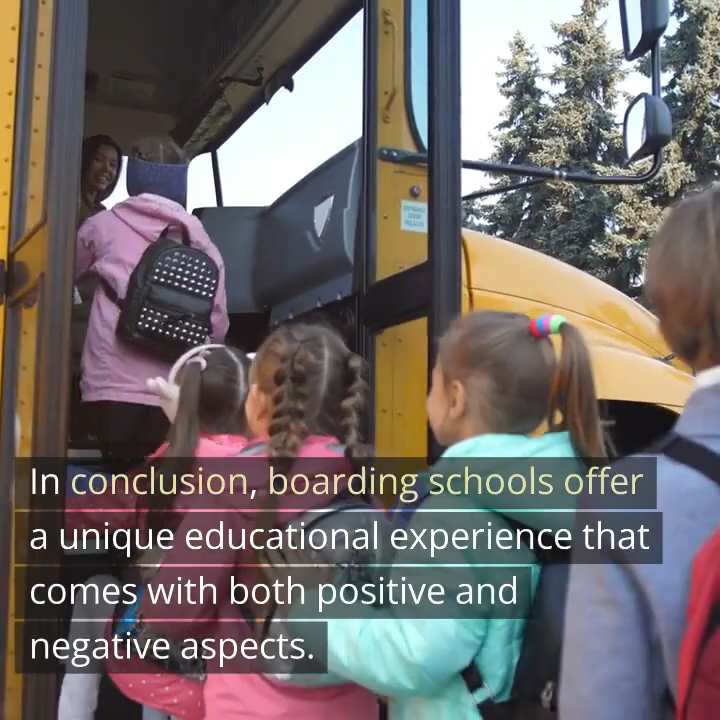 In conclusion, boarding schools offer
a unique educational experience that
comes with both positive and
negative aspects.